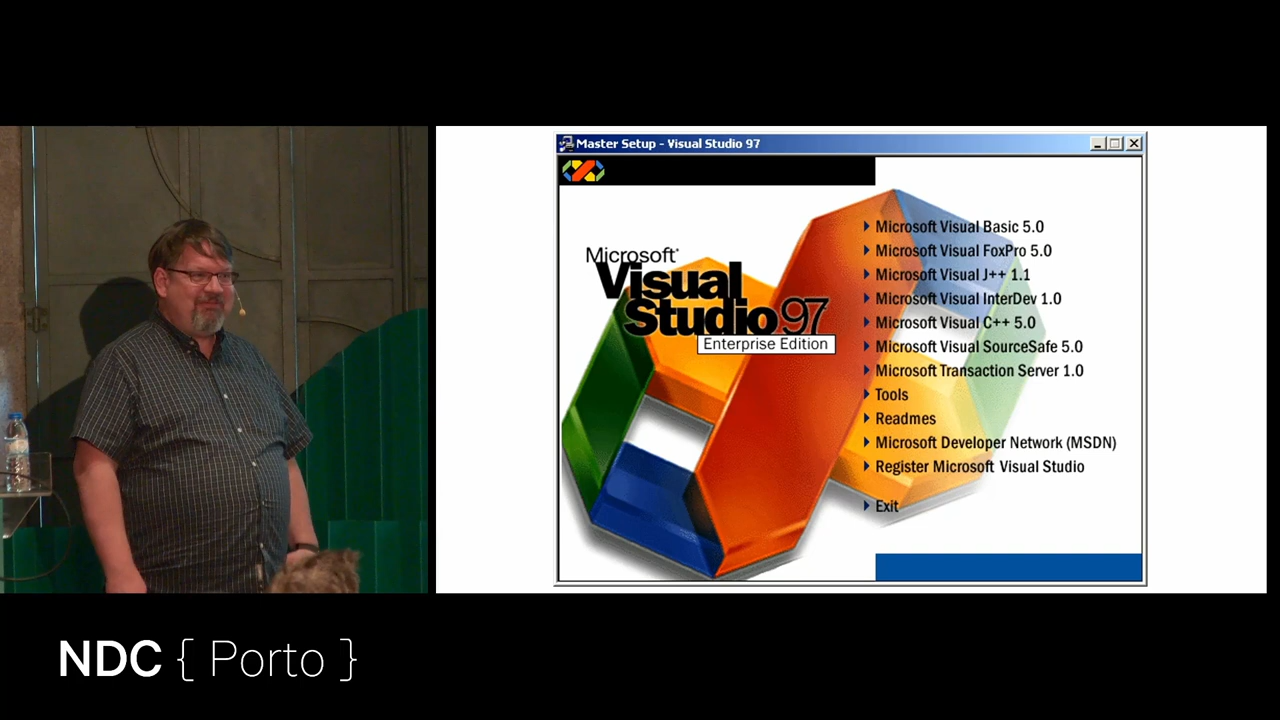 Master Setup - Visual Studio 97
Microsoft®
Visual
Studio 97
Enterprise Edition
Microsoft Visual Basic 5.0
Microsoft Visual FoxPro 5.0
Microsoft Visual J++ 1.1
Microsoft Visual InterDev 1.0
Microsoft Visual C++ 5.0
Microsoft Visual SourceSafe 5.0
Microsoft Transaction Server 1.0
Tools
Readmes
Microsoft Developer Network (MSDN)
Register Microsoft Visual Studio
Exit
NDC { Porto }